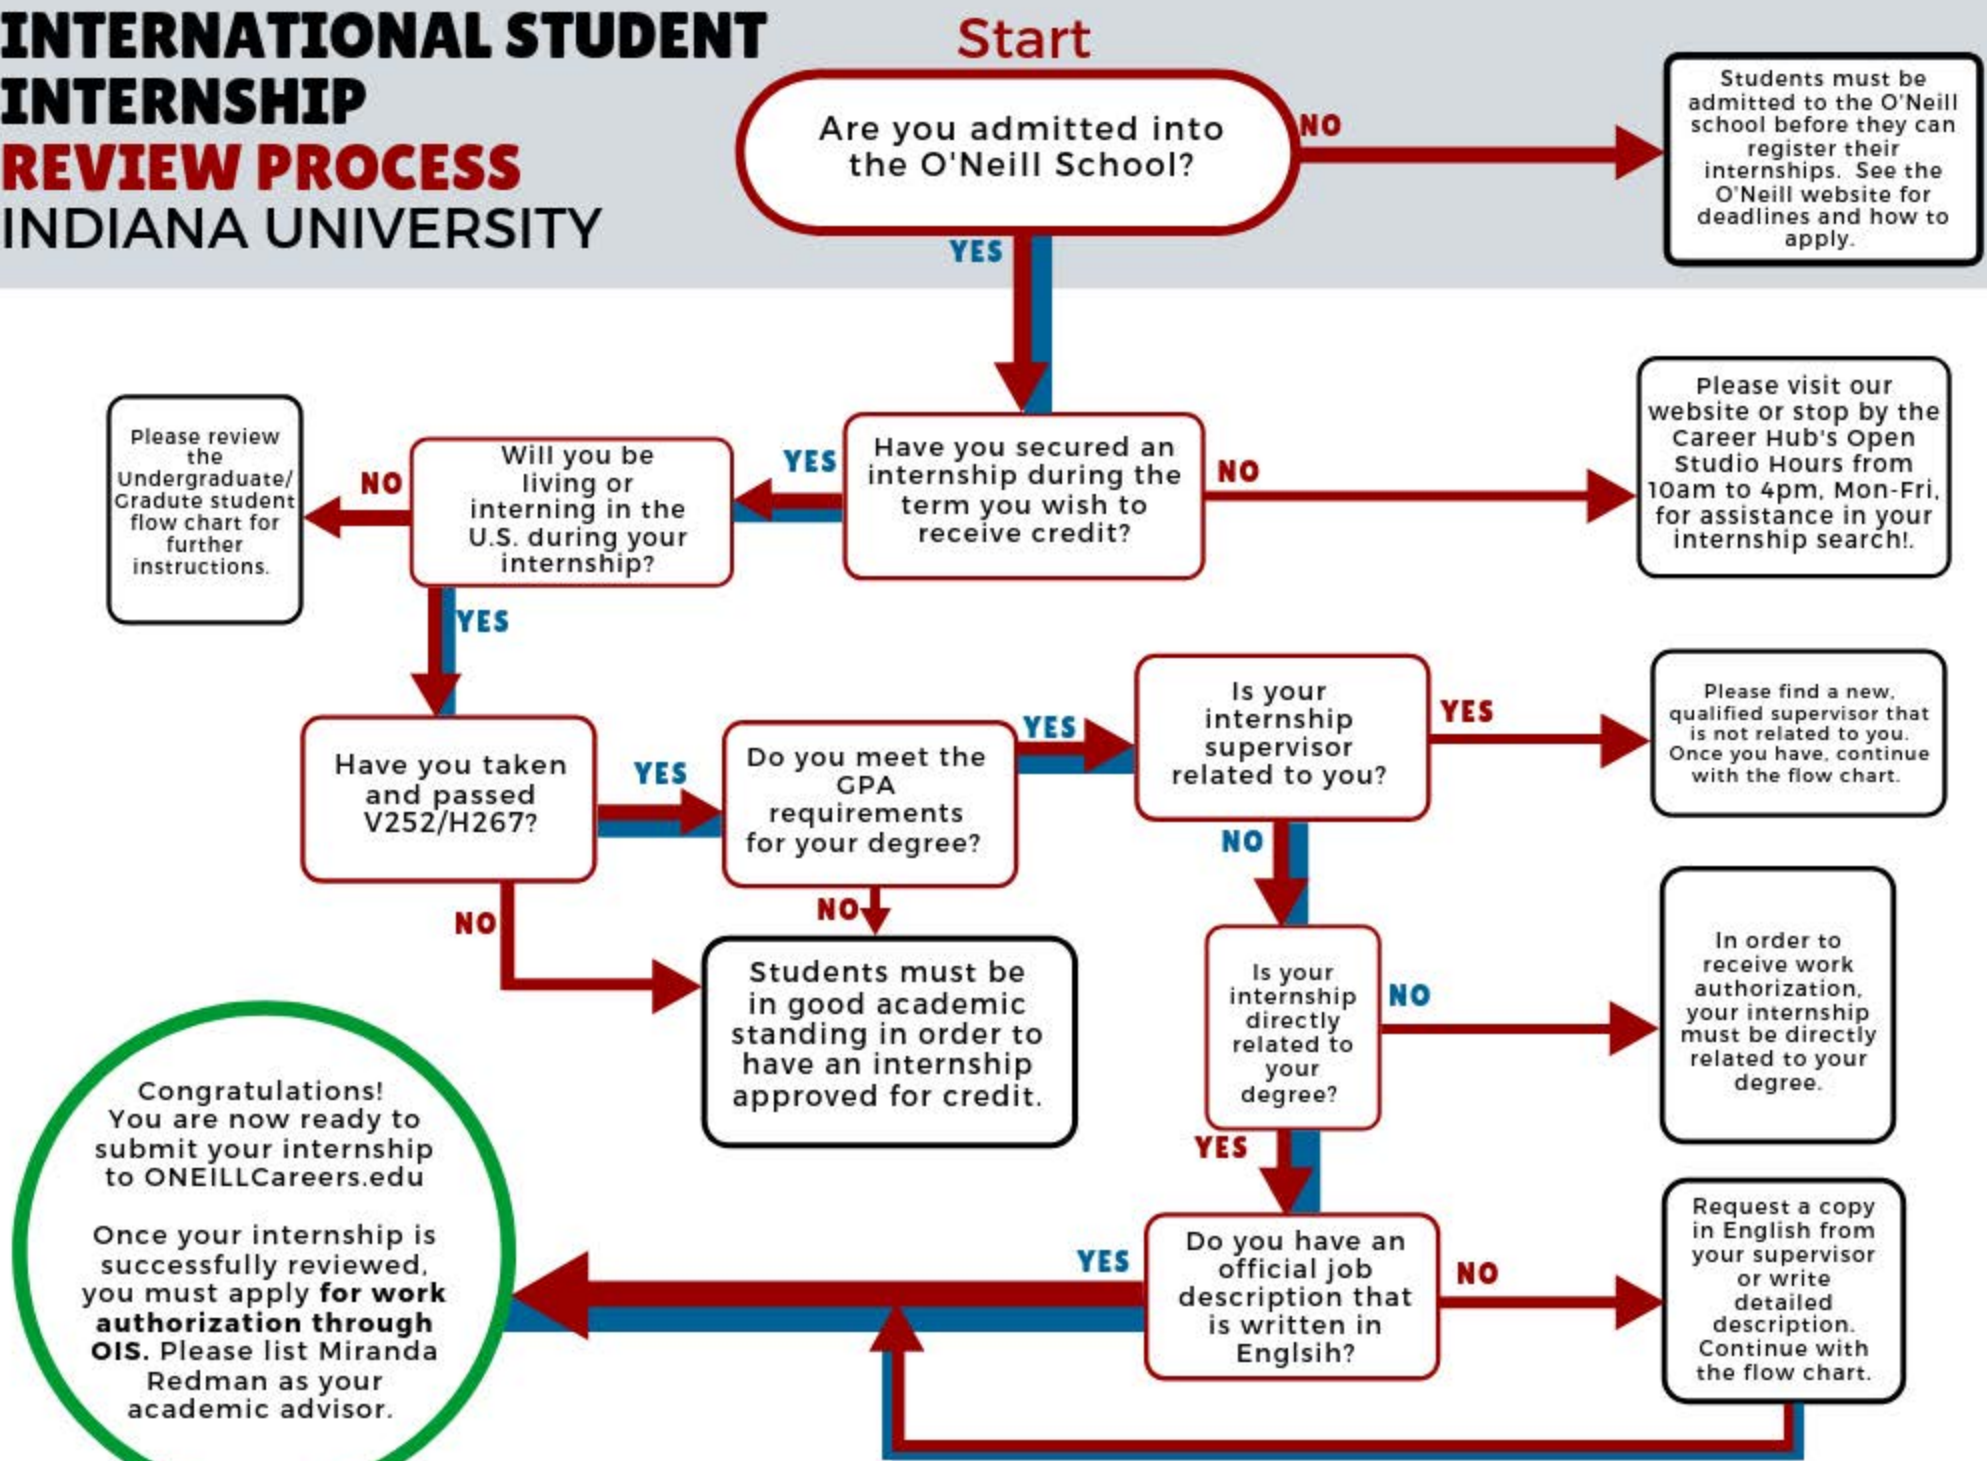 INTERNATIONAL STUDENT
INTERNSHIP
REVIEW PROCESS
INDIANA UNIVERSITY
Start
Are you admitted into
the O'Neill School?
NO
Students must be
admitted to the O'Neill
school before they can
register their
internships. See the
O'Neill website for
deadlines and how to
apply.
YES
Have you secured an
internship during the
term you wish to
receive credit?
NO
Please visit our
website or stop by the
Career Hub's Open
Studio Hours from
10am to 4pm, Mon-Fri,
for assistance in your
internship search!.
YES
Will you be
living or
interning in the
U.S. during your
internship?
NO
Please review
the
Undergraduate/
Gradute student
flow chart for
further
instructions.
YES
Have you taken
and passed
V252/H267?
YES
NO
Do you meet the
GPA
requirements
for your degree?
YES
NO
Students must be
in good academic
standing in order to
have an internship
approved for credit.
Is your
internship
supervisor
related to you?
YES
Please find a new,
qualified supervisor that
is not related to you.
Once you have, continue
with the flow chart.
NO
Is your
internship
directly
related to
your
degree?
NO
In order to
receive work
authorization,
your internship
must be directly
related to your
degree.
YES
Do you have an
official job
description that
is written in
Englsih?
NO
Request a copy
in English from
your supervisor
or write
detailed
description.
Continue with
the flow chart.
YES
Congratulations!
You are now ready to
submit your internship
to ONEILLCareers.edu
Once your internship is
successfully reviewed,
you must apply for work
authorization through
OIS. Please list Miranda
Redman as your
academic advisor.